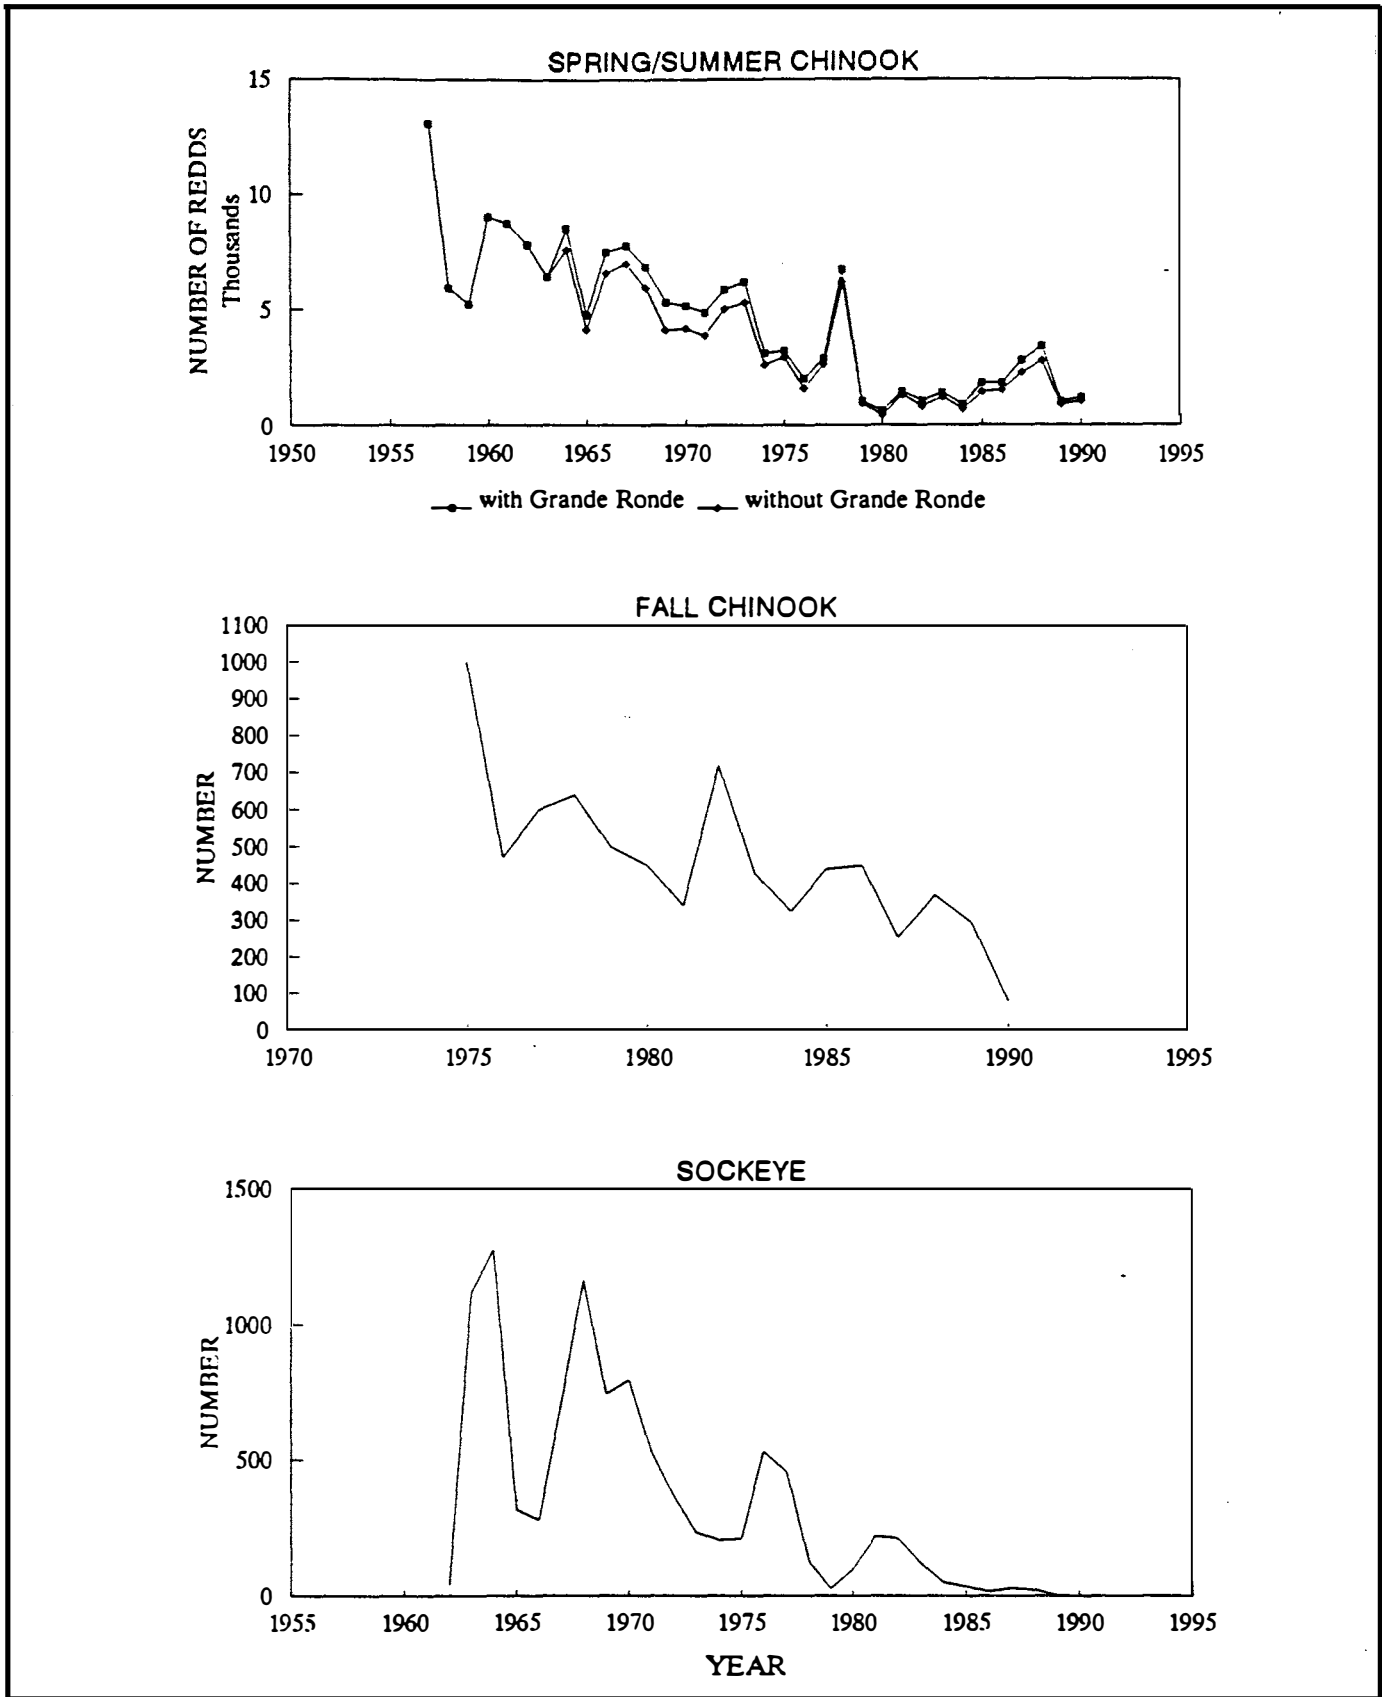 SPRING/SUMMER CHINOOK
NUMBER OF REDDS
Thousands
15
10
5
0
1950 1955 1960 1965 1970 1975 1980 1985 1990 1995
with Grande Ronde without Grande Ronde
FALL CHINOOK
NUMBER
1100
1000
900
800
700
600
500
400
300
200
100
0
1970 1975 1980 1985 1990 1995
SOCKEYE
NUMBER
1500
1000
500
0
1955 1960 1965 1970 1975 1980 1985 1990 1995
YEAR